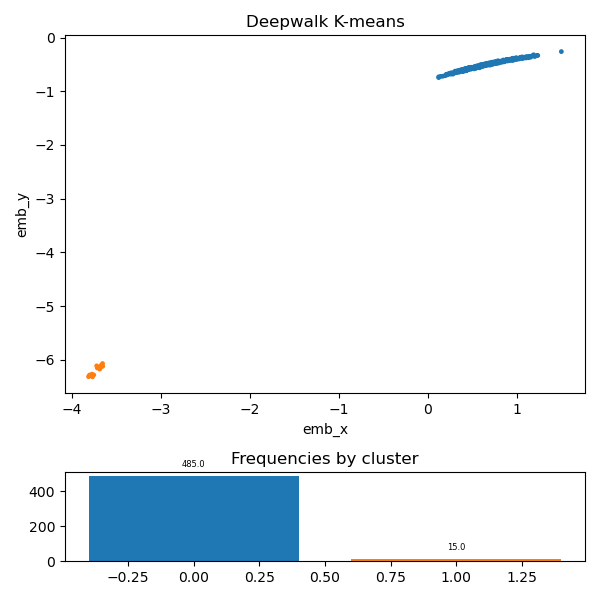 Deepwalk K-means
0
−1
−2
−3
−4
−5
−6
emb_y
−4 −3 −2 −1 0 1
emb_x
Frequencies by cluster
485.0
15.0
400
200
0
−0.25 0.00 0.25 0.50 0.75 1.00 1.25